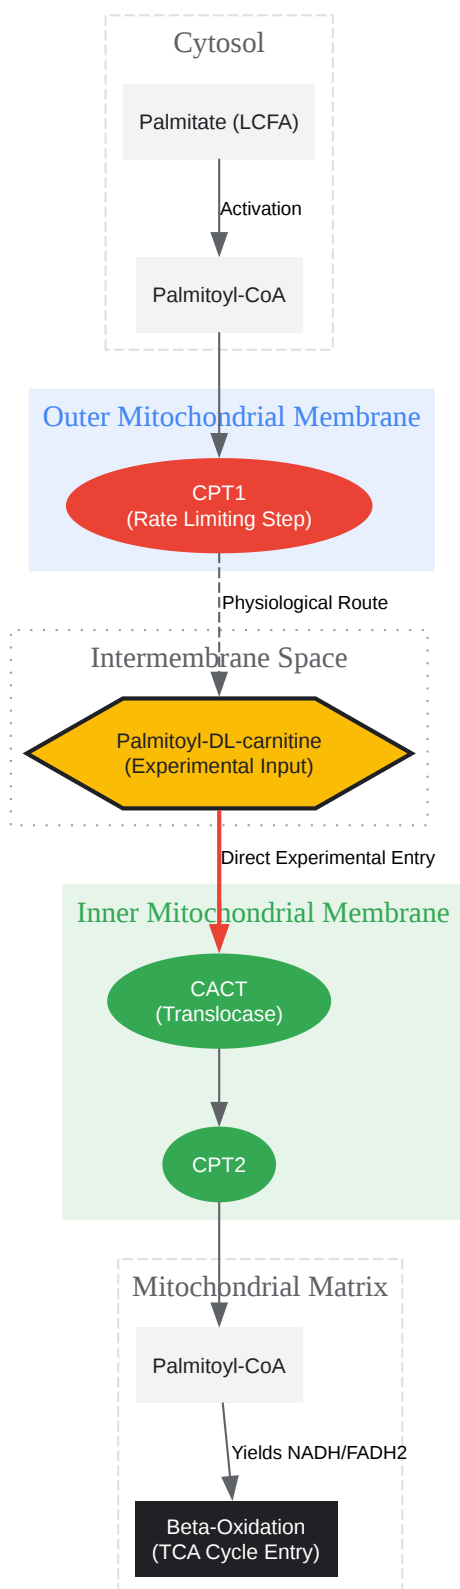 Cytosol
Palmitate (LCFA)
Activation
Palmitoyl-CoA
Outer Mitochondrial Membrane
CPT1
(Rate Limiting Step)
Physiological Route
Intermembrane Space
Palmitoyl-DL-carnitine
(Experimental Input)
Direct Experimental Entry
Inner Mitochondrial Membrane
CACT
(Translocase)
CPT2
Mitochondrial Matrix
Palmitoyl-CoA
Yields NADH/FADH2
Beta-Oxidation
(TCA Cycle Entry)